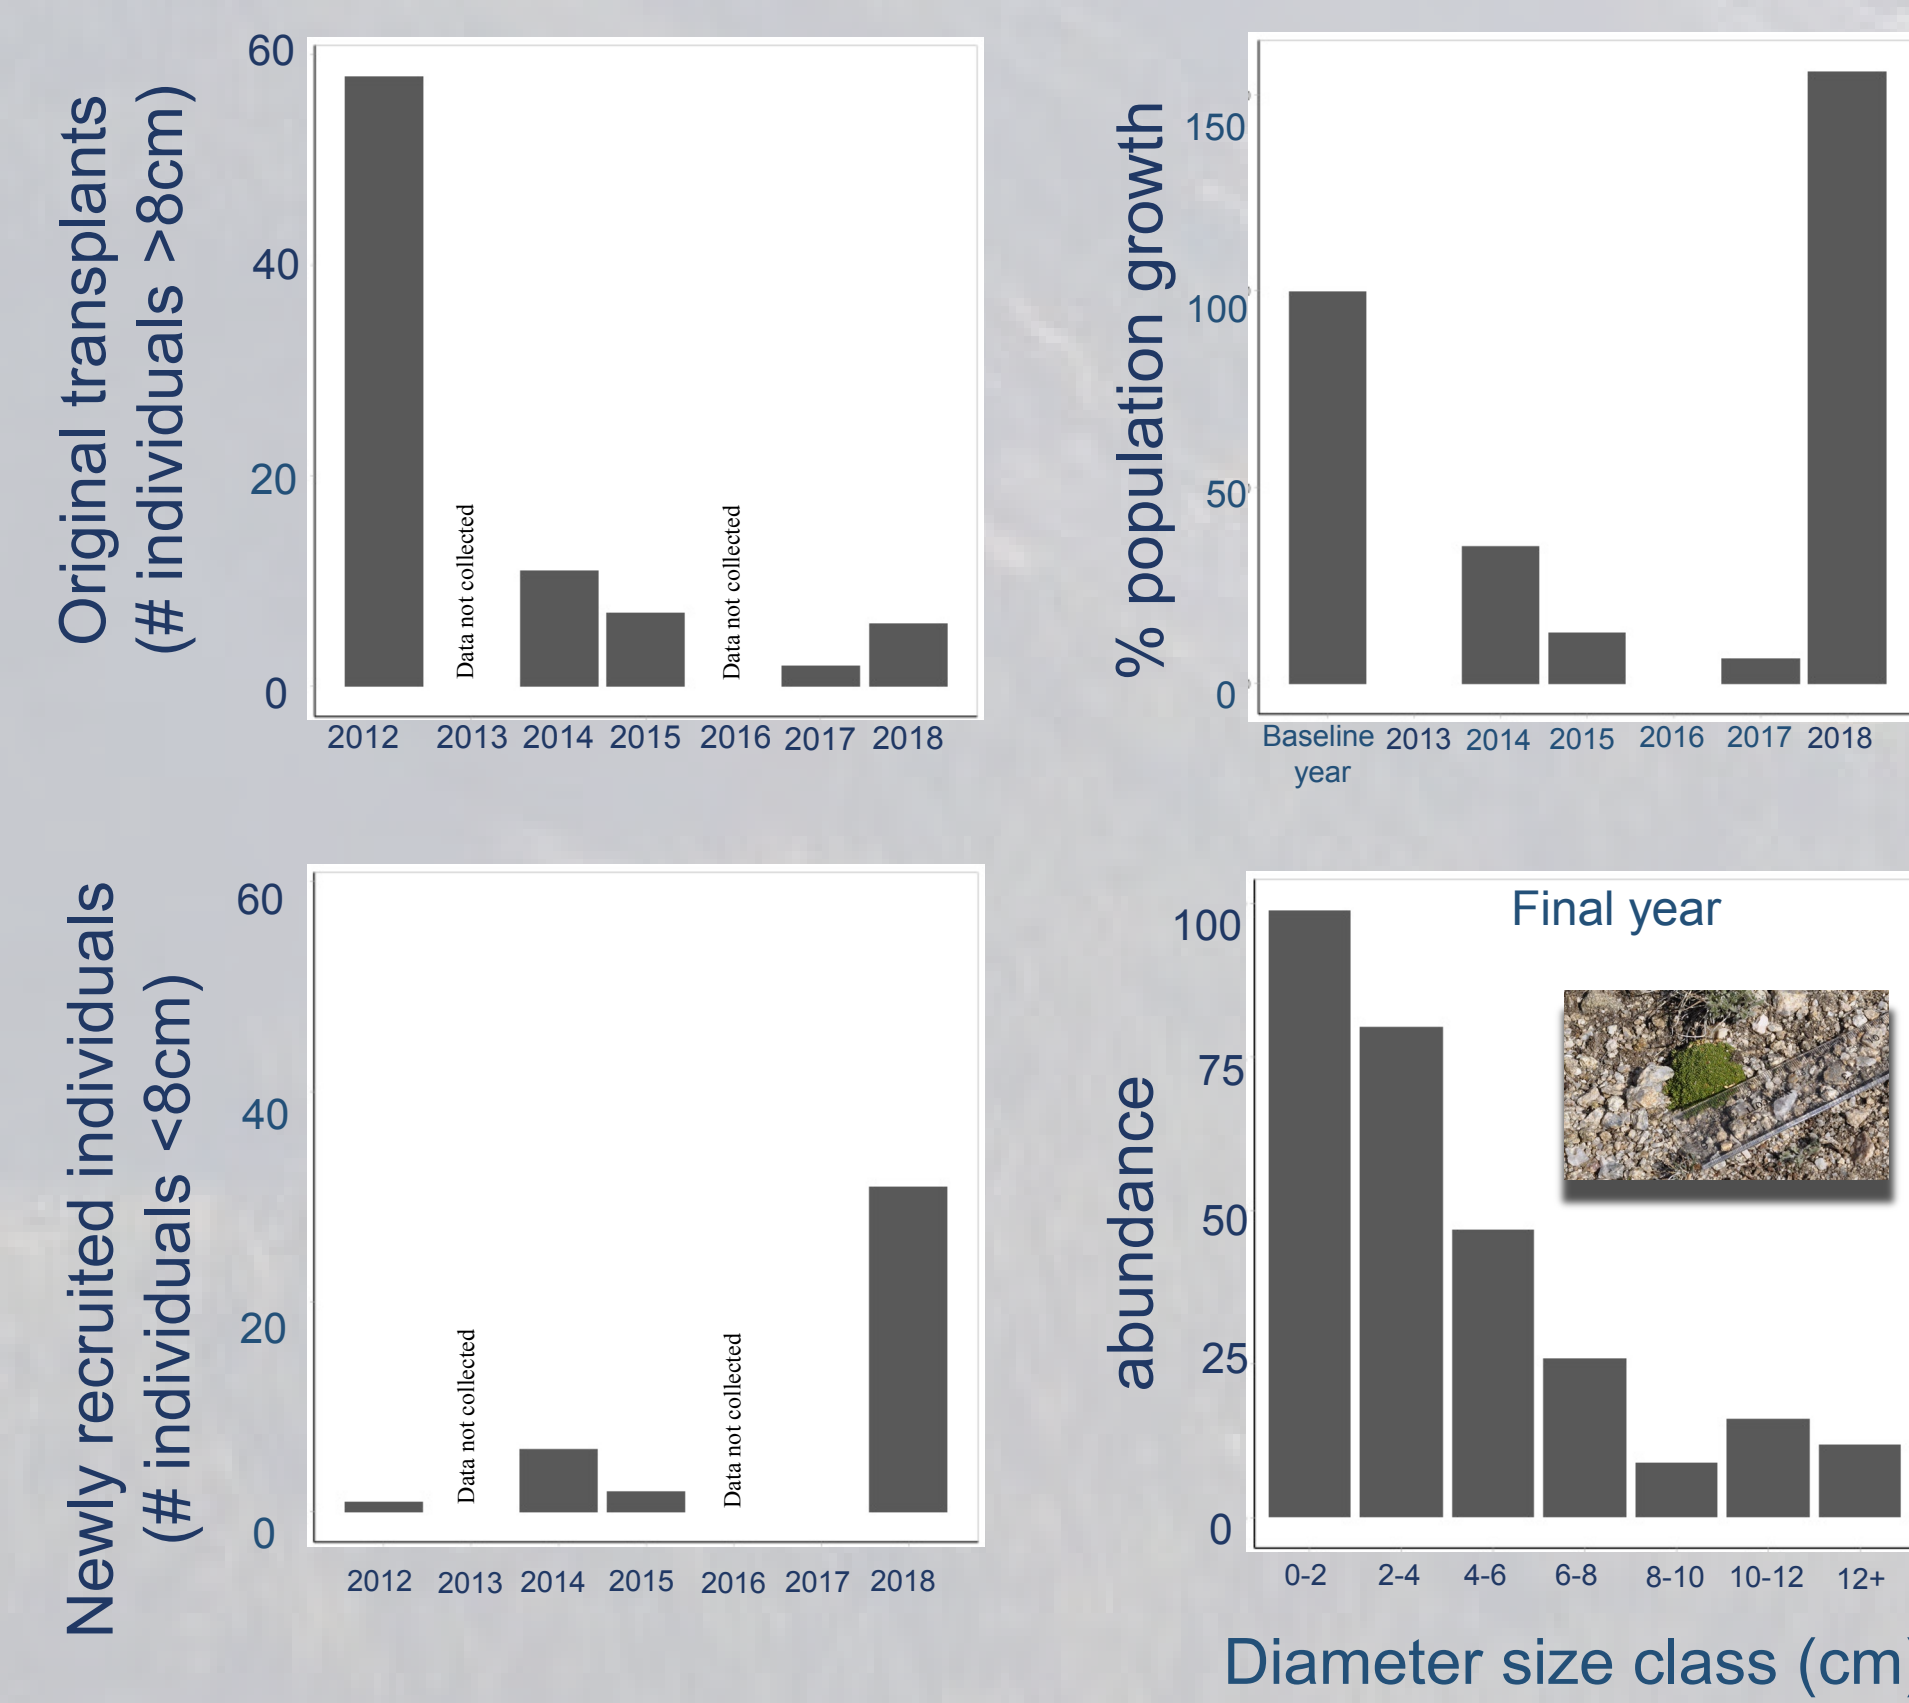 Original transplants
(# individuals >8cm)
60
40
20
0
Data not collected
Data not collected
2012 2013 2014 2015 2016 2017 2018
% population growth
150
100
50
0
Baseline year 2013 2014 2015 2016 2017 2018
Newly recruited individuals
(# individuals <8cm)
60
40
20
0
Data not collected
Data not collected
2012 2013 2014 2015 2016 2017 2018
abundance
Final year
100
75
50
25
0
0-2 2-4 4-6 6-8 8-10 10-12 12+
Diameter size class (cm)